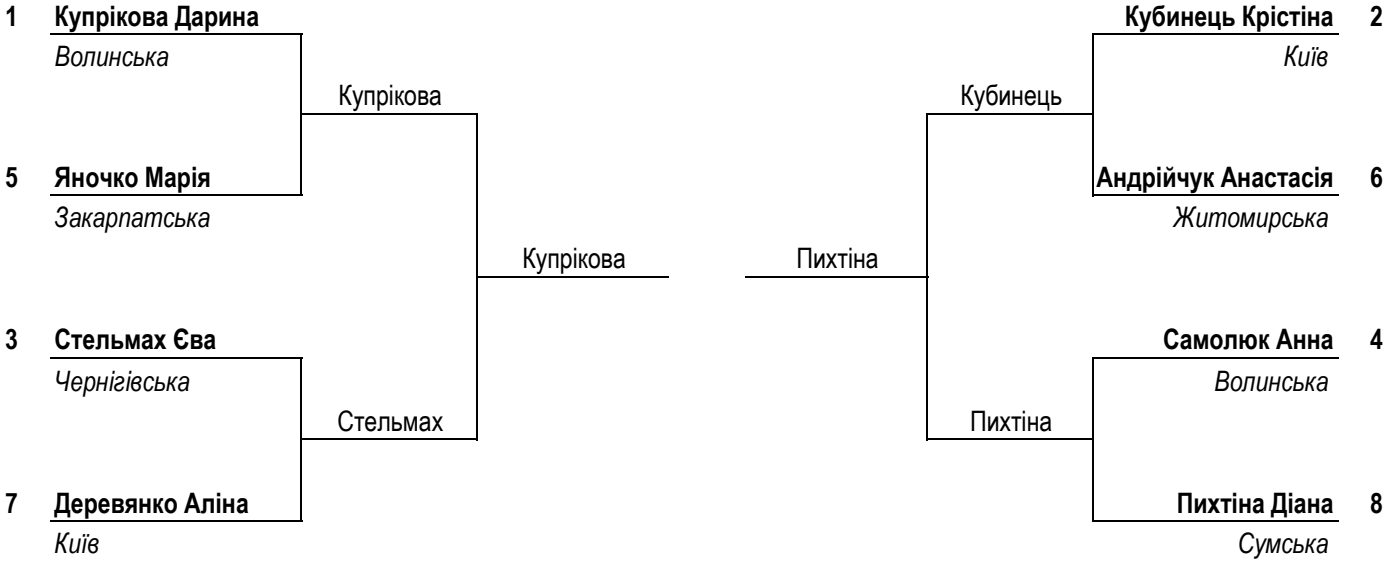 1 Купрікова Дарина
Волинська
Купрікова
5 Яночко Марія
Закарпатська
Купрікова
3 Стельмах Єва
Чернігівська
Стельмах
7 Деревянко Аліна
Київ
Кубинець Крістіна 2
Київ
Кубинець
Андрійчук Анастасія 6
Житомирська
Пихтіна
Самолюк Анна 4
Волинська
Пихтіна
Пихтіна Діана 8
Сумська